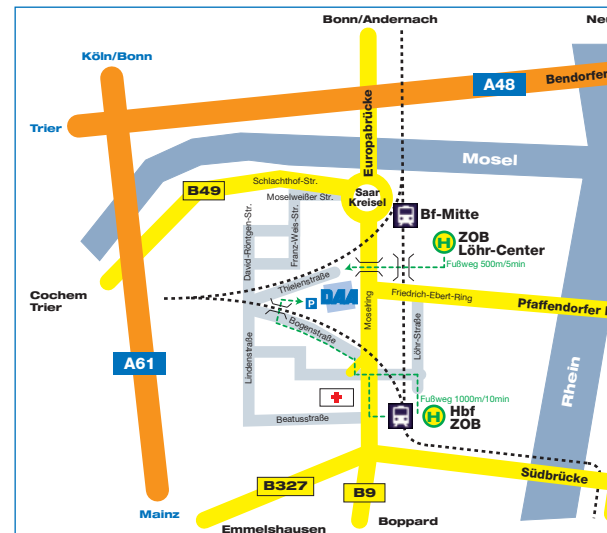 Bonn/Andernach
Neu
Köln/Bonn
A48
Bendorfer
Trier
Europabrücke
Mosel
Schlachthof-Str.
B49
Moselweißer Str.
Saar
Kreisel
Bf-Mitte
David-Röntgen-Str.
Franz-Weis-Str.
H
ZOB
Löhr-Center
Fußweg 500m/5min
Thielenstraße
Cochem
Trier
P
DAA
Friedrich-Ebert-Ring
Pfaffendorfer
Moselring
Bogenstraße
Löhr-Straße
Lindenstraße
A61
Rhein
Fußweg 1000m/10min
Beatusstraße
H
Hbf
ZOB
Südbrücke
B327
B9
Mainz
Emmelshausen
Boppard